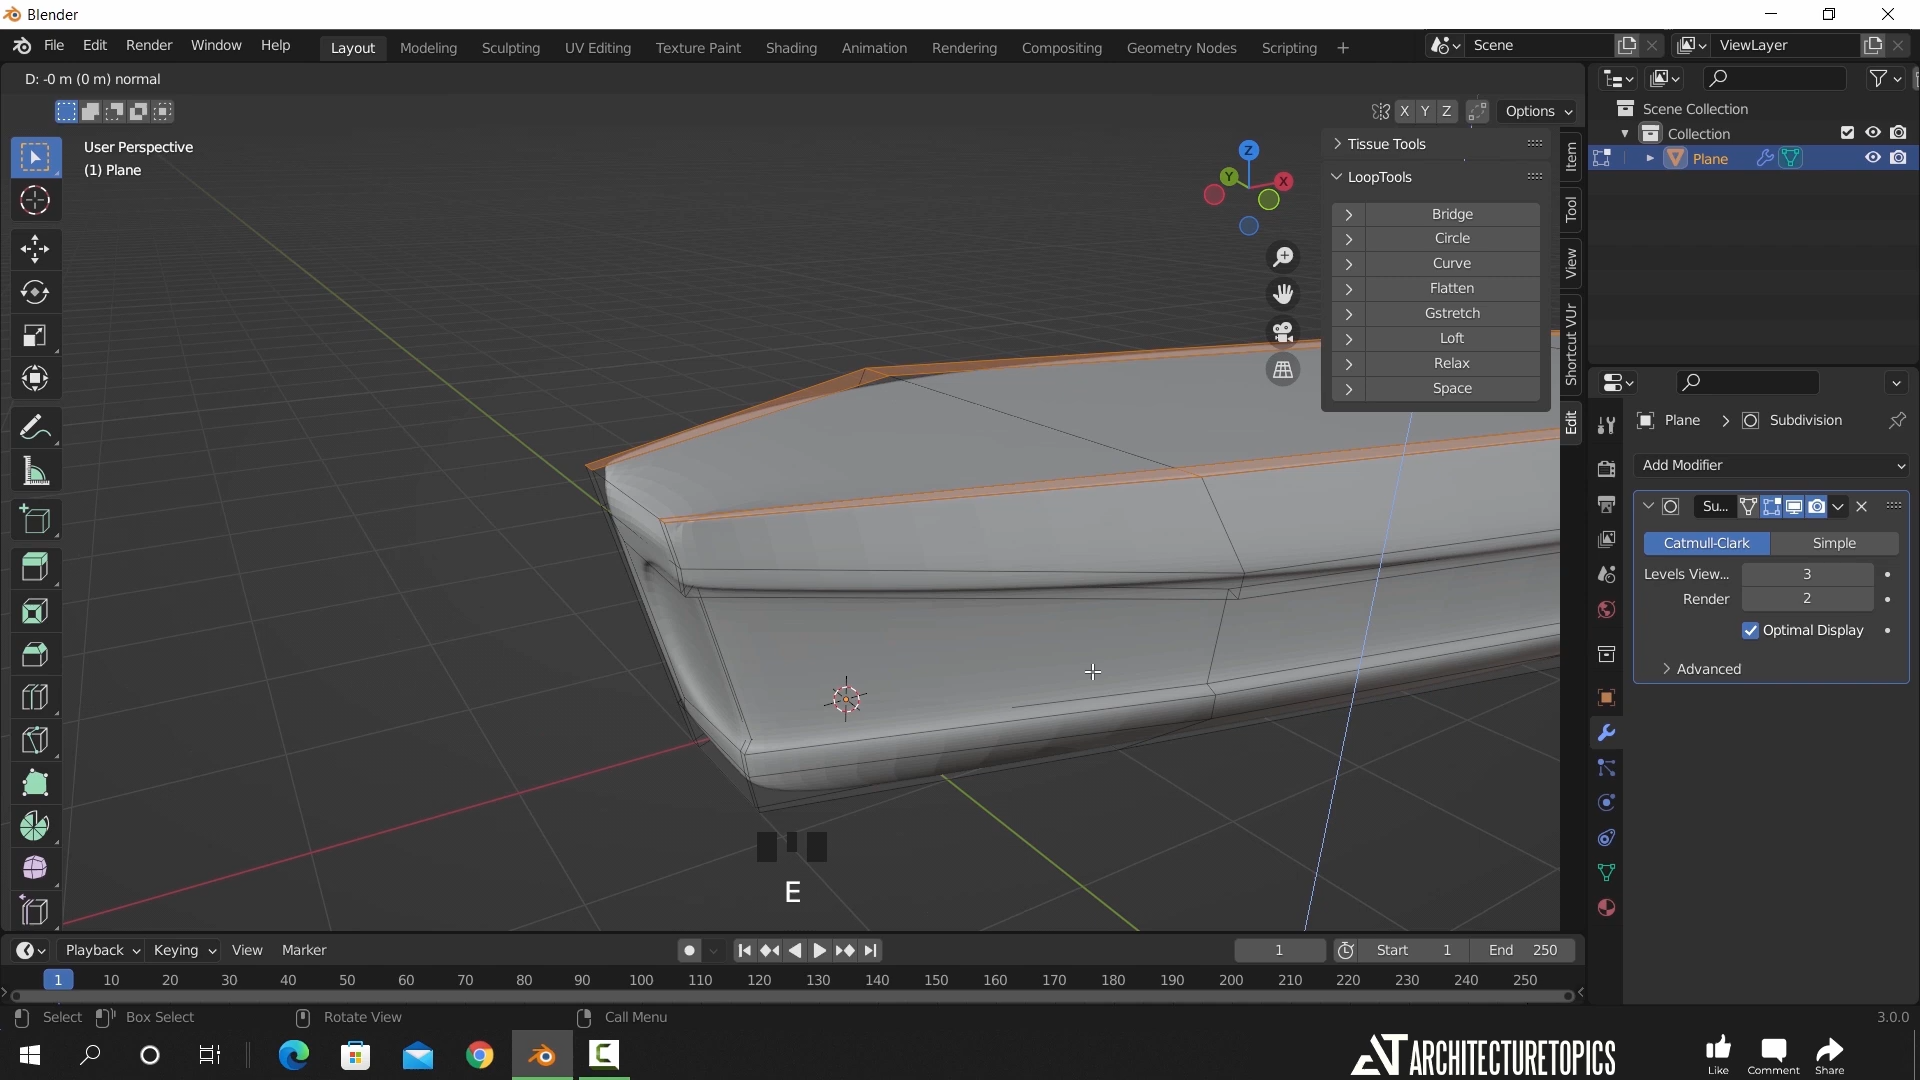 Blender
File Edit Render Window Help
Layout Modeling Sculpting UV Editing Texture Paint Shading Animation Rendering Compositing Geometry Nodes Scripting +
Scene
ViewLayer
D: -0 m (0 m) normal
X Y Z Options
User Perspective
(1) Plane
Z
Y
X
Tissue Tools
LoopTools
Bridge
Circle
Curve
Flatten
Gstretch
Loft
Relax
Space
Item
Tool
View
Shortcut VUr
Edit
Scene Collection
Collection
Plane
Plane > Subdivision
Add Modifier
Su...
Catmull-Clark Simple
Levels View... 3
Render 2
Optimal Display
Advanced
E
Playback Keying View Marker
1 Start 1 End 250
1 10 20 30 40 50 60 70 80 90 100 110 120 130 140 150 160 170 180 190 200 210 220 230 240 250
Select Box Select Rotate View Call Menu 3.0.0
ARCHITECTURETOPICS
Like Comment Share